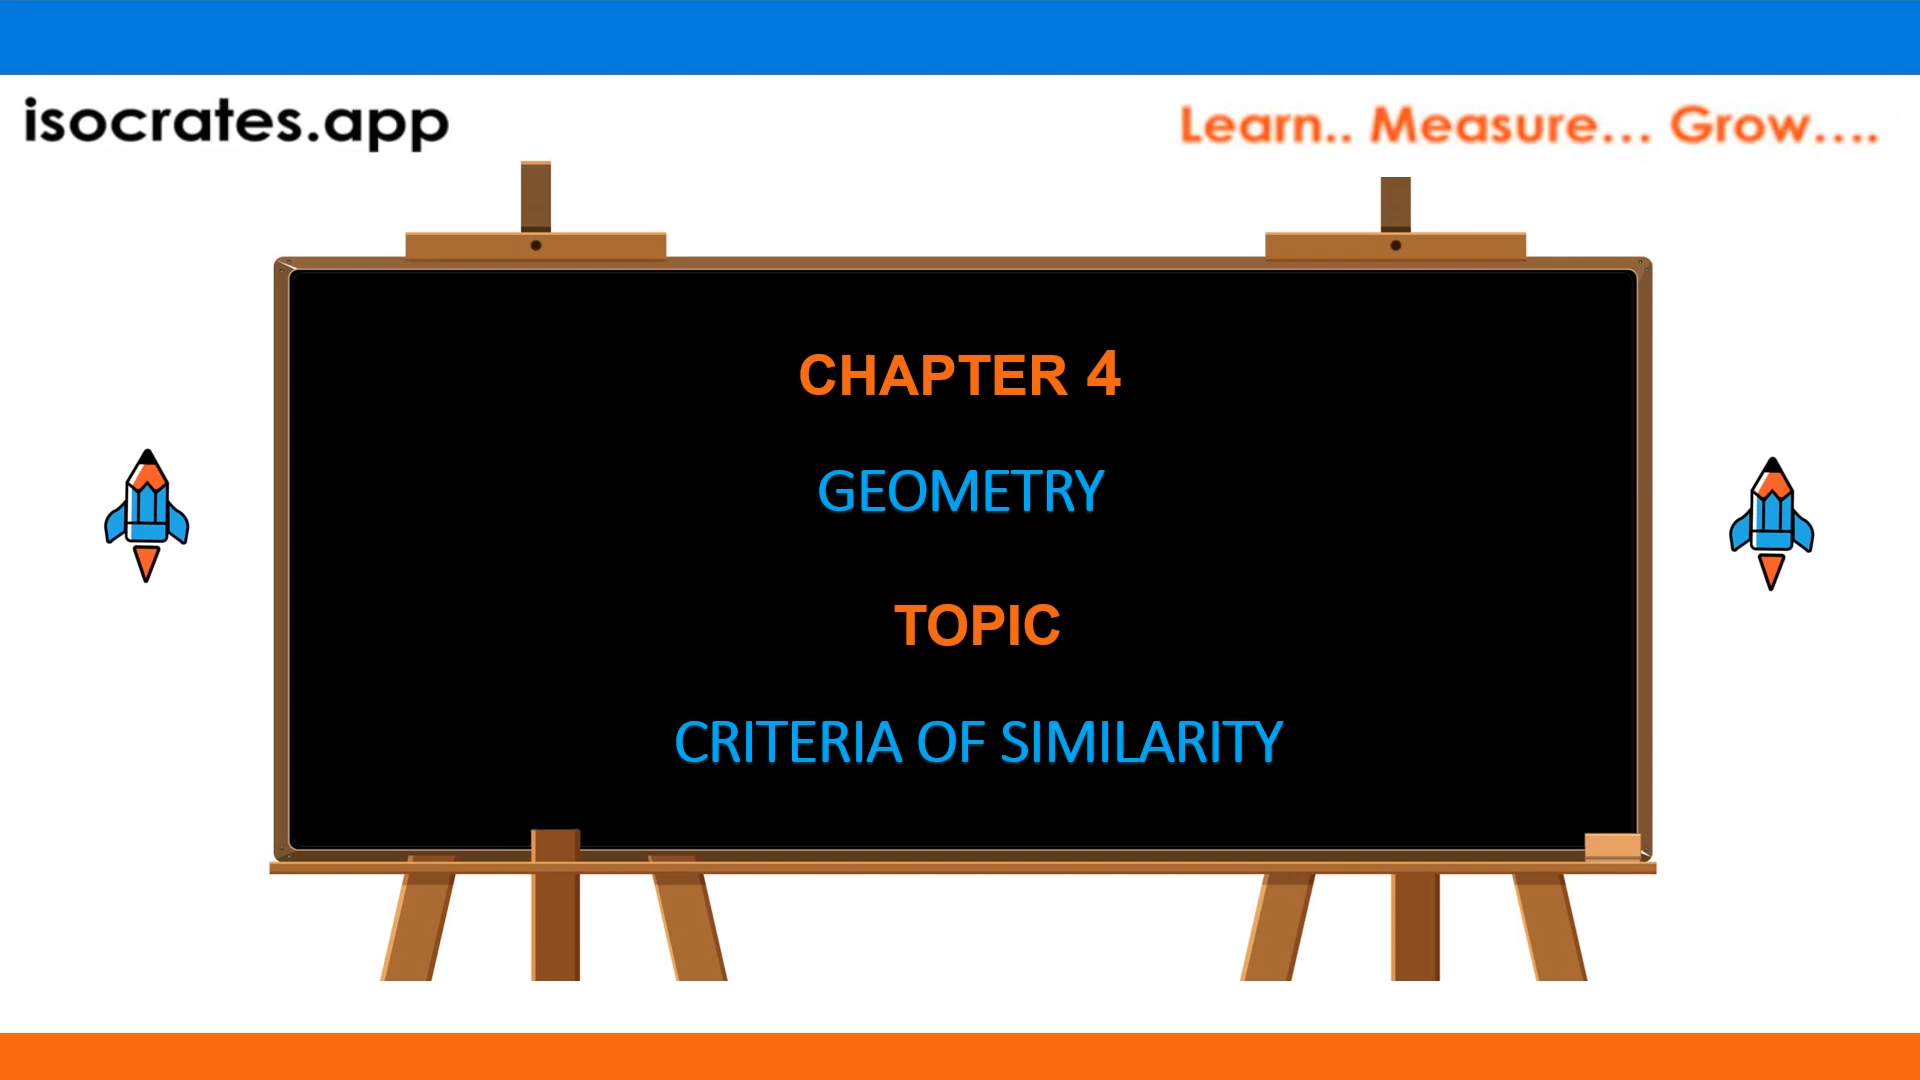 isocrates.app
Learn.. Measure... Grow....
CHAPTER 4
GEOMETRY
TOPIC
CRITERIA OF SIMILARITY